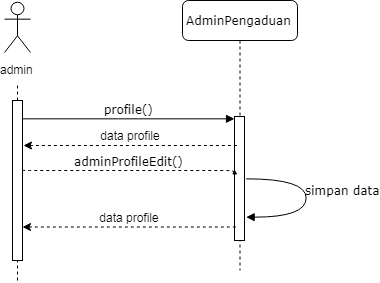 AdminPengaduan
admin
profile()
data profile
adminProfileEdit()
simpan data
data profile